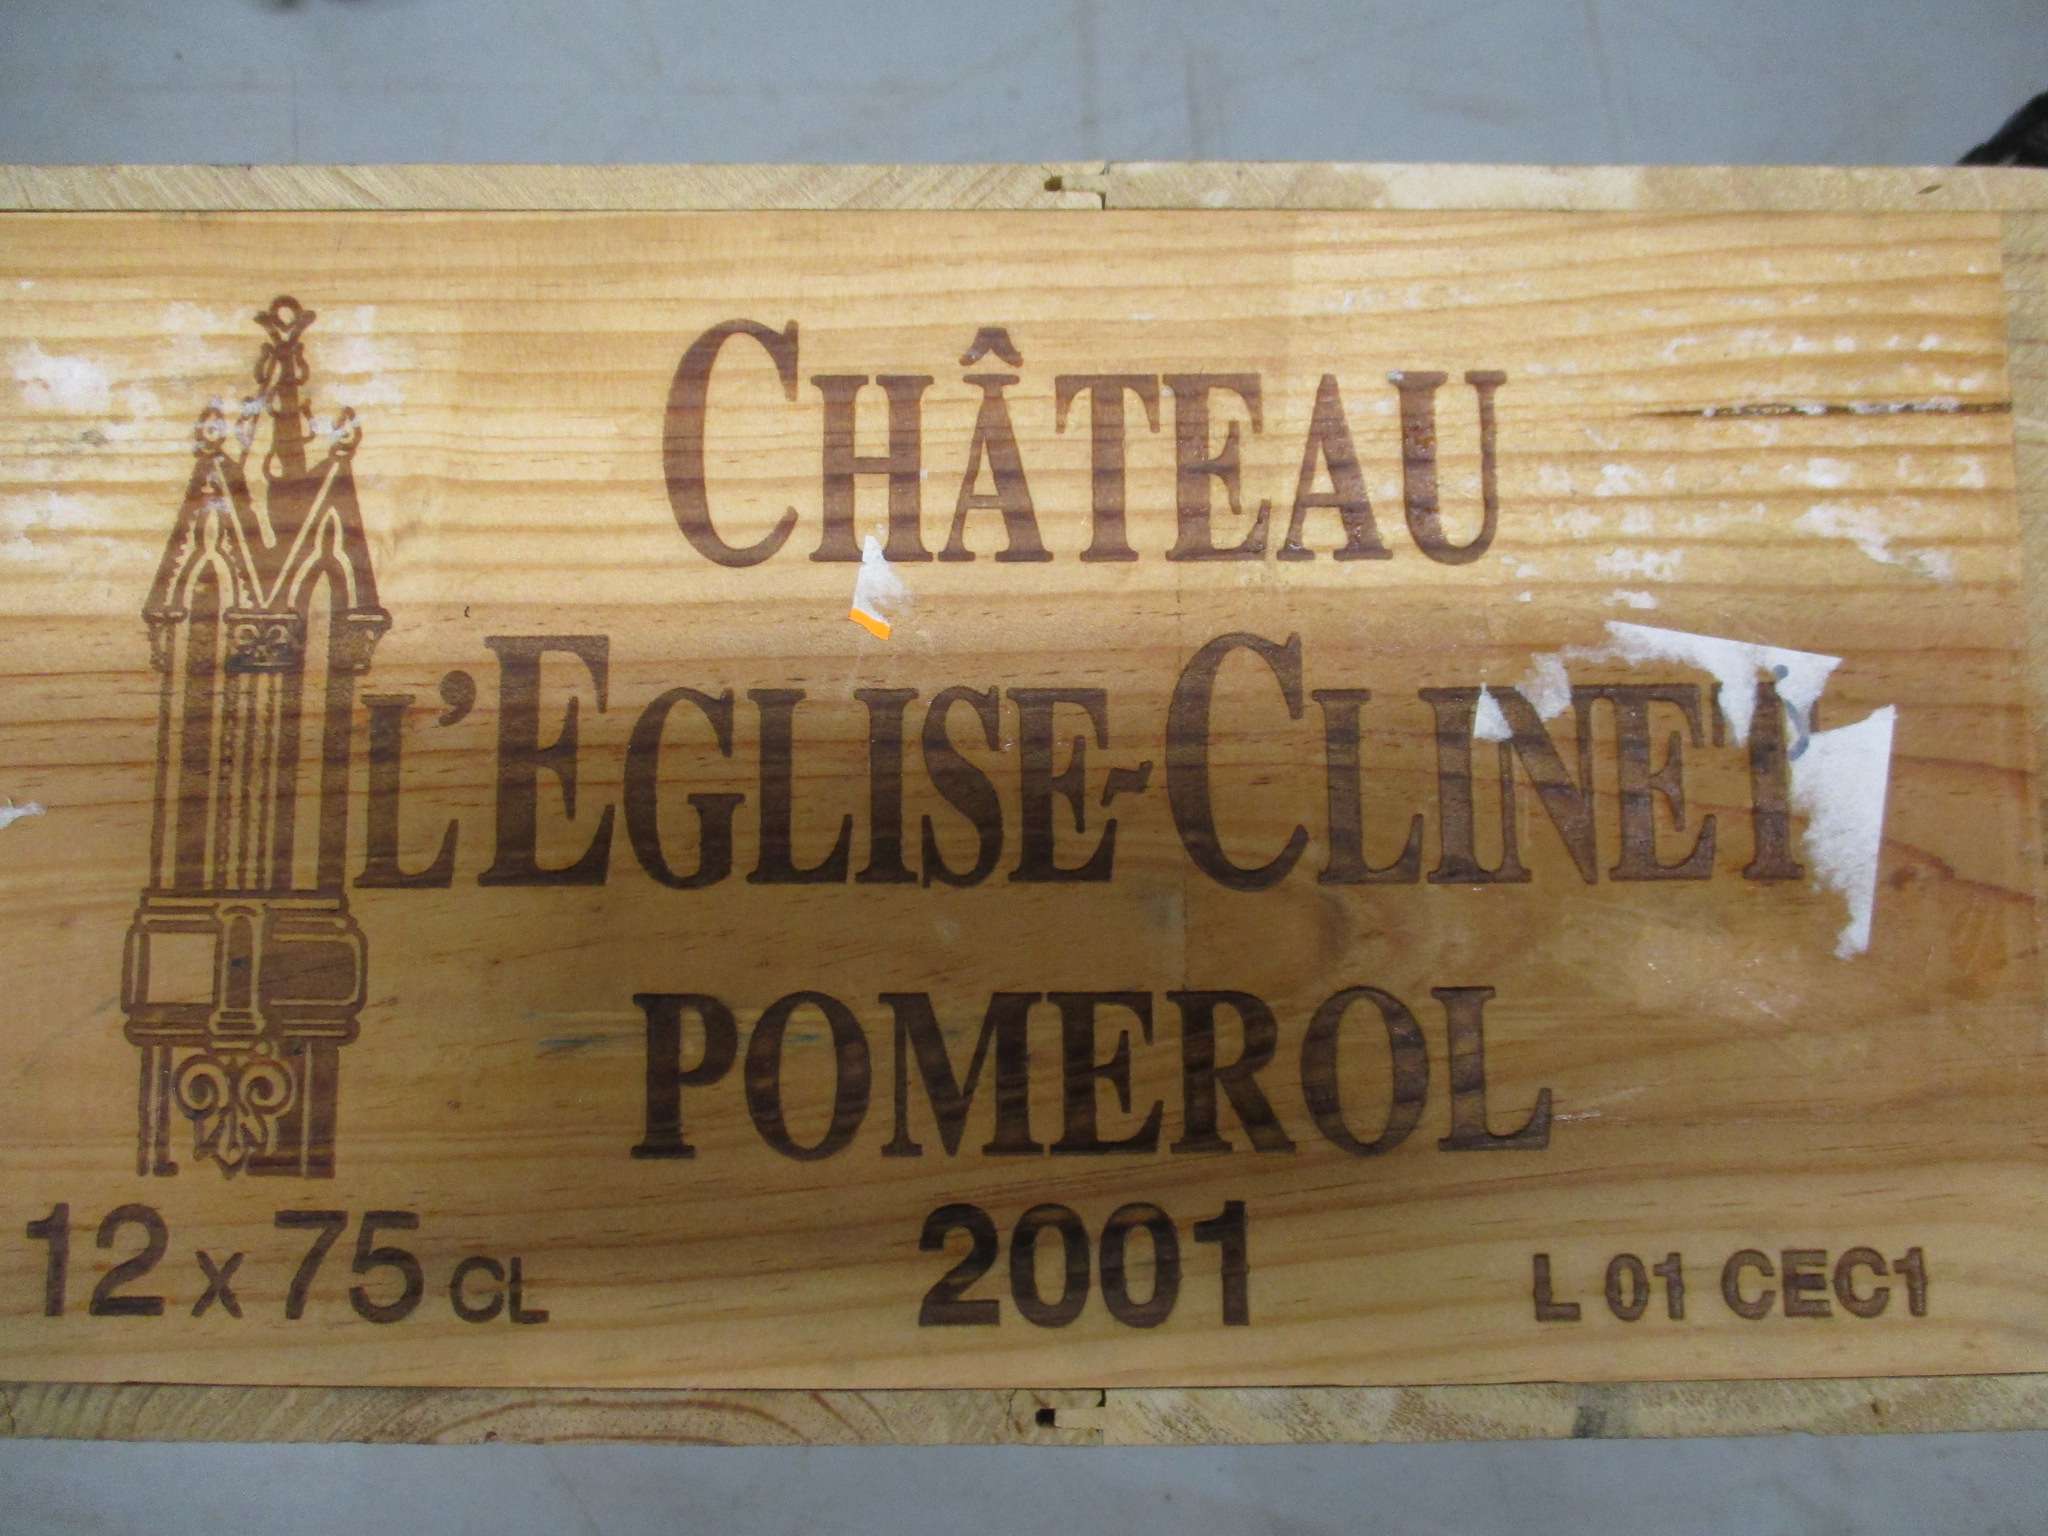 CHÂTEAU
L'EGLISE-CLINET
POMEROL
12 x 75 CL 2001 L 01 CEC1